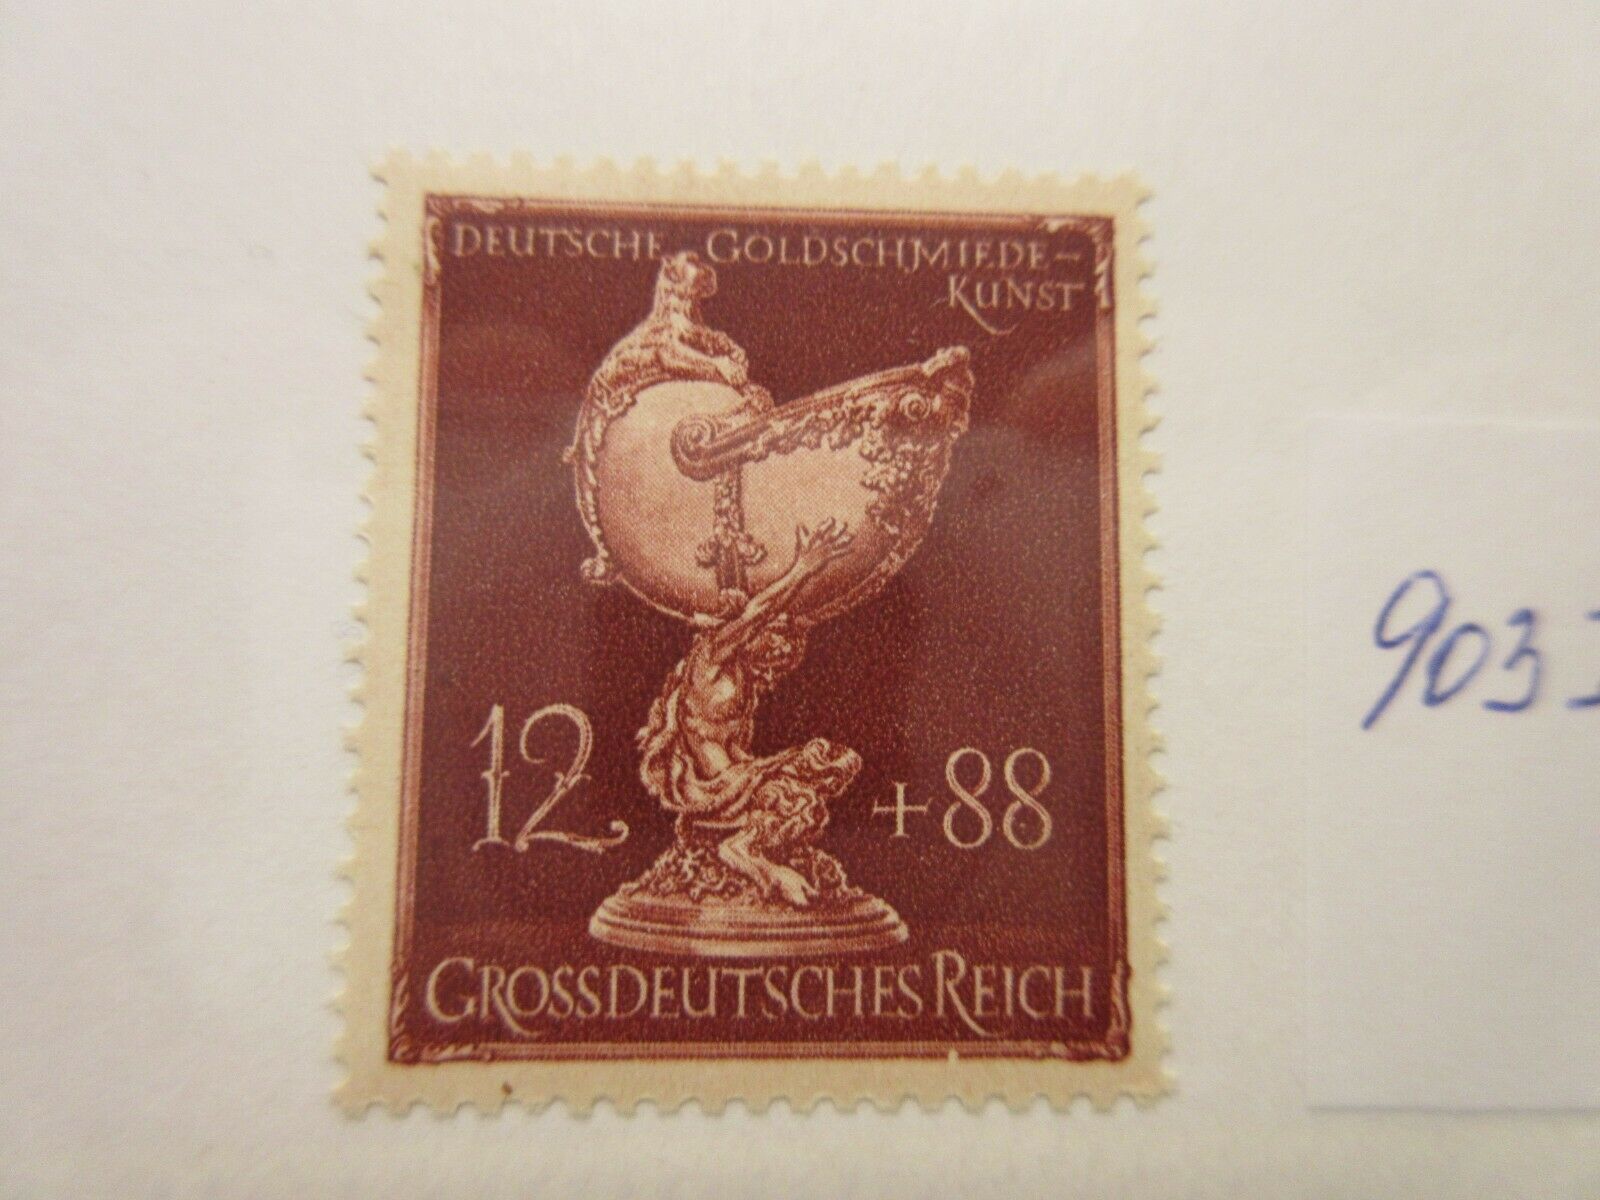 DEUTSCHE GOLDSCHMIEDE-
KUNST
12 +88
GROSSDEUTSCHES REICH
903 I